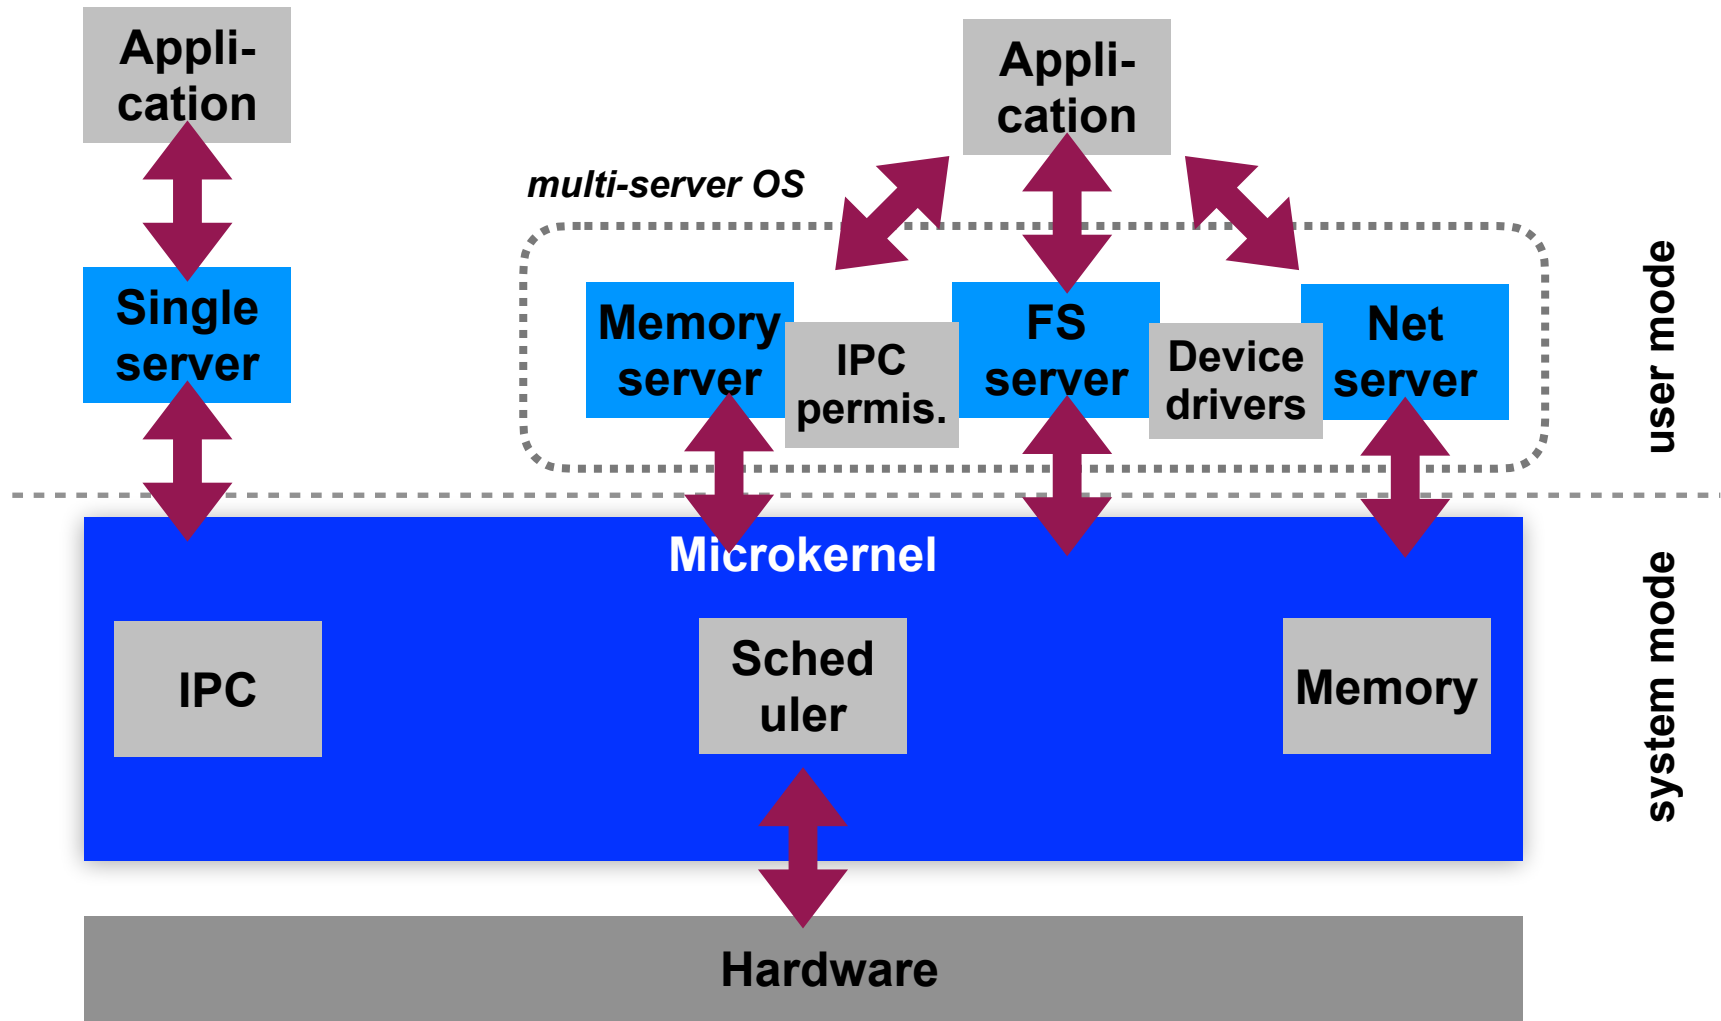 Appli-
cation
Appli-
cation
multi-server OS
Single
server
Memory
server
IPC
permis.
FS
server
Device
drivers
Net
server
user mode
Microkernel
IPC
Sched
uler
Memory
system mode
Hardware